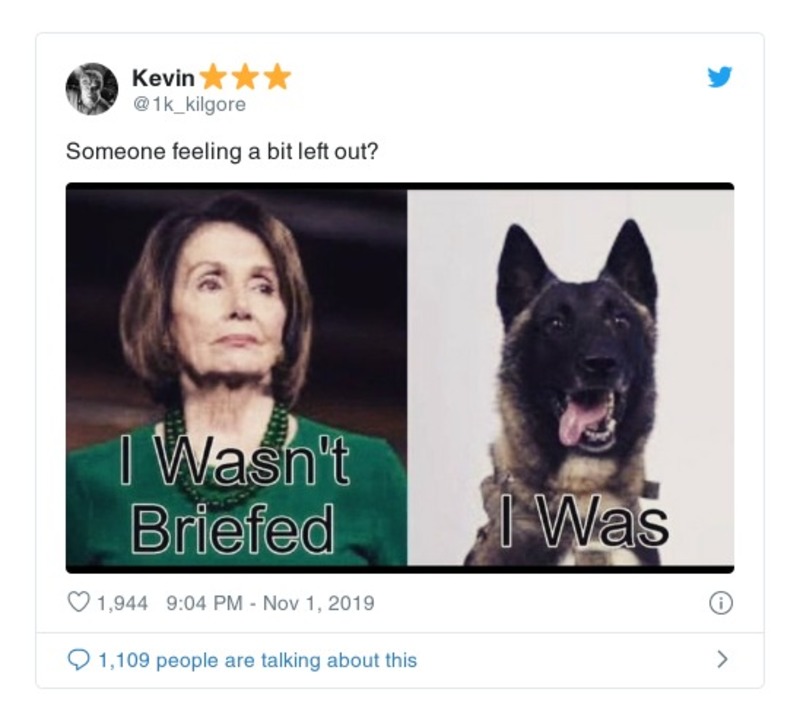 Kevin⭐⭐⭐
@1k_kilgore
Someone feeling a bit left out?
I Wasn't
Briefed
I Was
1,944 9:04 PM - Nov 1, 2019
1,109 people are talking about this